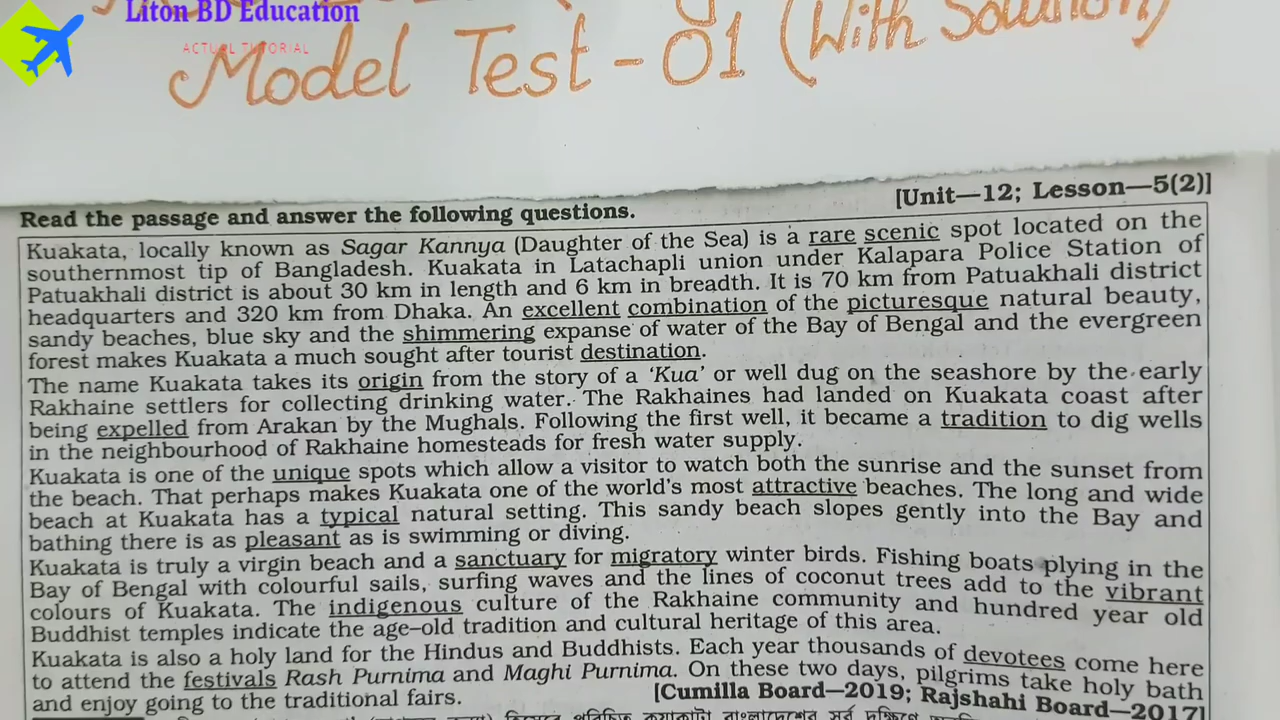 Liton BD Education
ACTUAL TUTORIAL
Model Test - 01 (With Solution)
[Unit—12; Lesson—5(2)]
Read the passage and answer the following questions.
Kuakata, locally known as Sagar Kannya (Daughter of the Sea) is a rare scenic spot located on the
southernmost tip of Bangladesh. Kuakata in Latachapli union under Kalapara Police Station of
Patuakhali district is about 30 km in length and 6 km in breadth. It is 70 km from Patuakhali district
headquarters and 320 km from Dhaka. An excellent combination of the picturesque natural beauty,
sandy beaches, blue sky and the shimmering expanse of water of the Bay of Bengal and the evergreen
forest makes Kuakata a much sought after tourist destination.
The name Kuakata takes its origin from the story of a ‘Kua’ or well dug on the seashore by the early
Rakhaine settlers for collecting drinking water. The Rakhaines had landed on Kuakata coast after
being expelled from Arakan by the Mughals. Following the first well, it became a tradition to dig wells
in the neighbourhood of Rakhaine homesteads for fresh water supply.
Kuakata is one of the unique spots which allow a visitor to watch both the sunrise and the sunset from
the beach. That perhaps makes Kuakata one of the world's most attractive beaches. The long and wide
beach at Kuakata has a typical natural setting. This sandy beach slopes gently into the Bay and
bathing there is as pleasant as is swimming or diving.
Kuakata is truly a virgin beach and a sanctuary for migratory winter birds. Fishing boats plying in the
Bay of Bengal with colourful sails, surfing waves and the lines of coconut trees add to the vibrant
colours of Kuakata. The indigenous culture of the Rakhaine community and hundred year old
Buddhist temples indicate the age–old tradition and cultural heritage of this area.
Kuakata is also a holy land for the Hindus and Buddhists. Each year thousands of devotees come here
to attend the festivals Rash Purnima and Maghi Purnima. On these two days, pilgrims take holy bath
and enjoy going to the traditional fairs.
[Cumilla Board—2019; Rajshahi Board—2017]